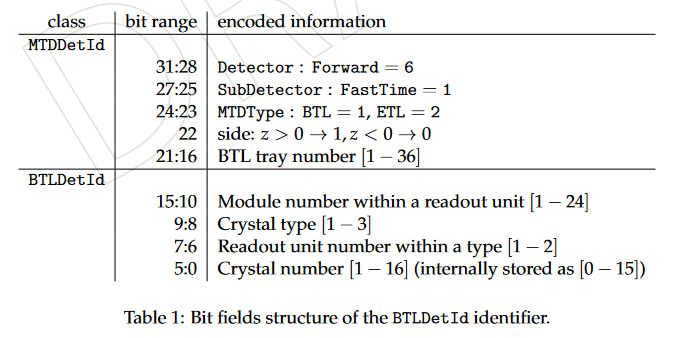 class bit range encoded information
MTDDetId
31:28 Detector : Forward = 6
27:25 SubDetector : FastTime = 1
24:23 MTDType : BTL = 1, ETL = 2
22 side: z > 0 → 1, z < 0 → 0
21:16 BTL tray number [1 − 36]
BTLDetId
15:10 Module number within a readout unit [1 − 24]
9:8 Crystal type [1 − 3]
7:6 Readout unit number within a type [1 − 2]
5:0 Crystal number [1 − 16] (internally stored as [0 − 15])
Table 1: Bit fields structure of the BTLDetId identifier.